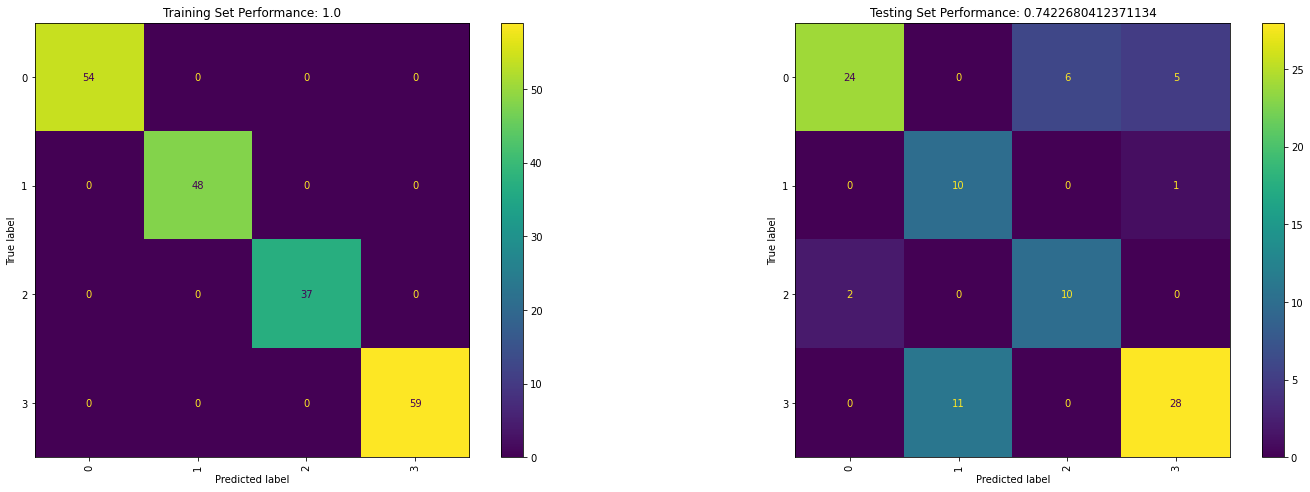 Training Set Performance: 1.0
True label
0
1
2
3
54 0 0 0
0 48 0 0
0 0 37 0
0 0 0 59
0 1 2 3
Predicted label
50
40
30
20
10
0
Testing Set Performance: 0.7422680412371134
True label
0
1
2
3
24 0 6 5
0 10 0 1
2 0 10 0
0 11 0 28
0 1 2 3
Predicted label
25
20
15
10
5
0